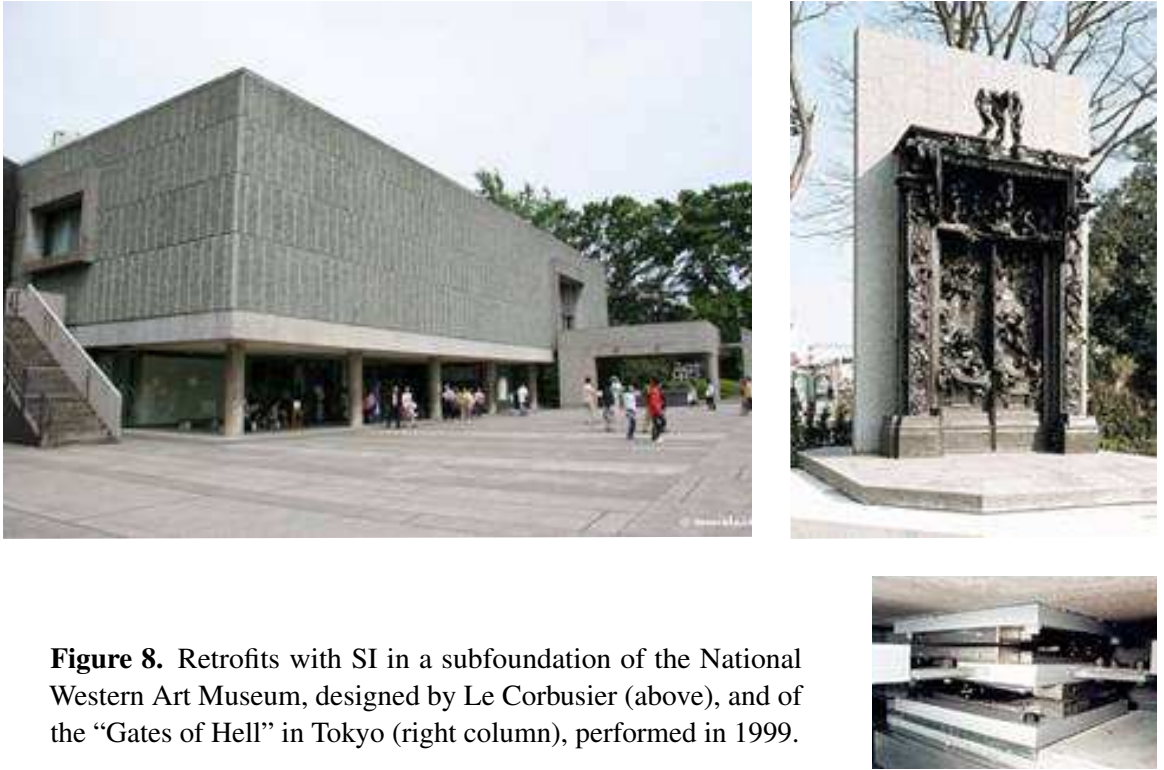 Figure 8. Retrofits with SI in a subfoundation of the National
Western Art Museum, designed by Le Corbusier (above), and of
the “Gates of Hell” in Tokyo (right column), performed in 1999.